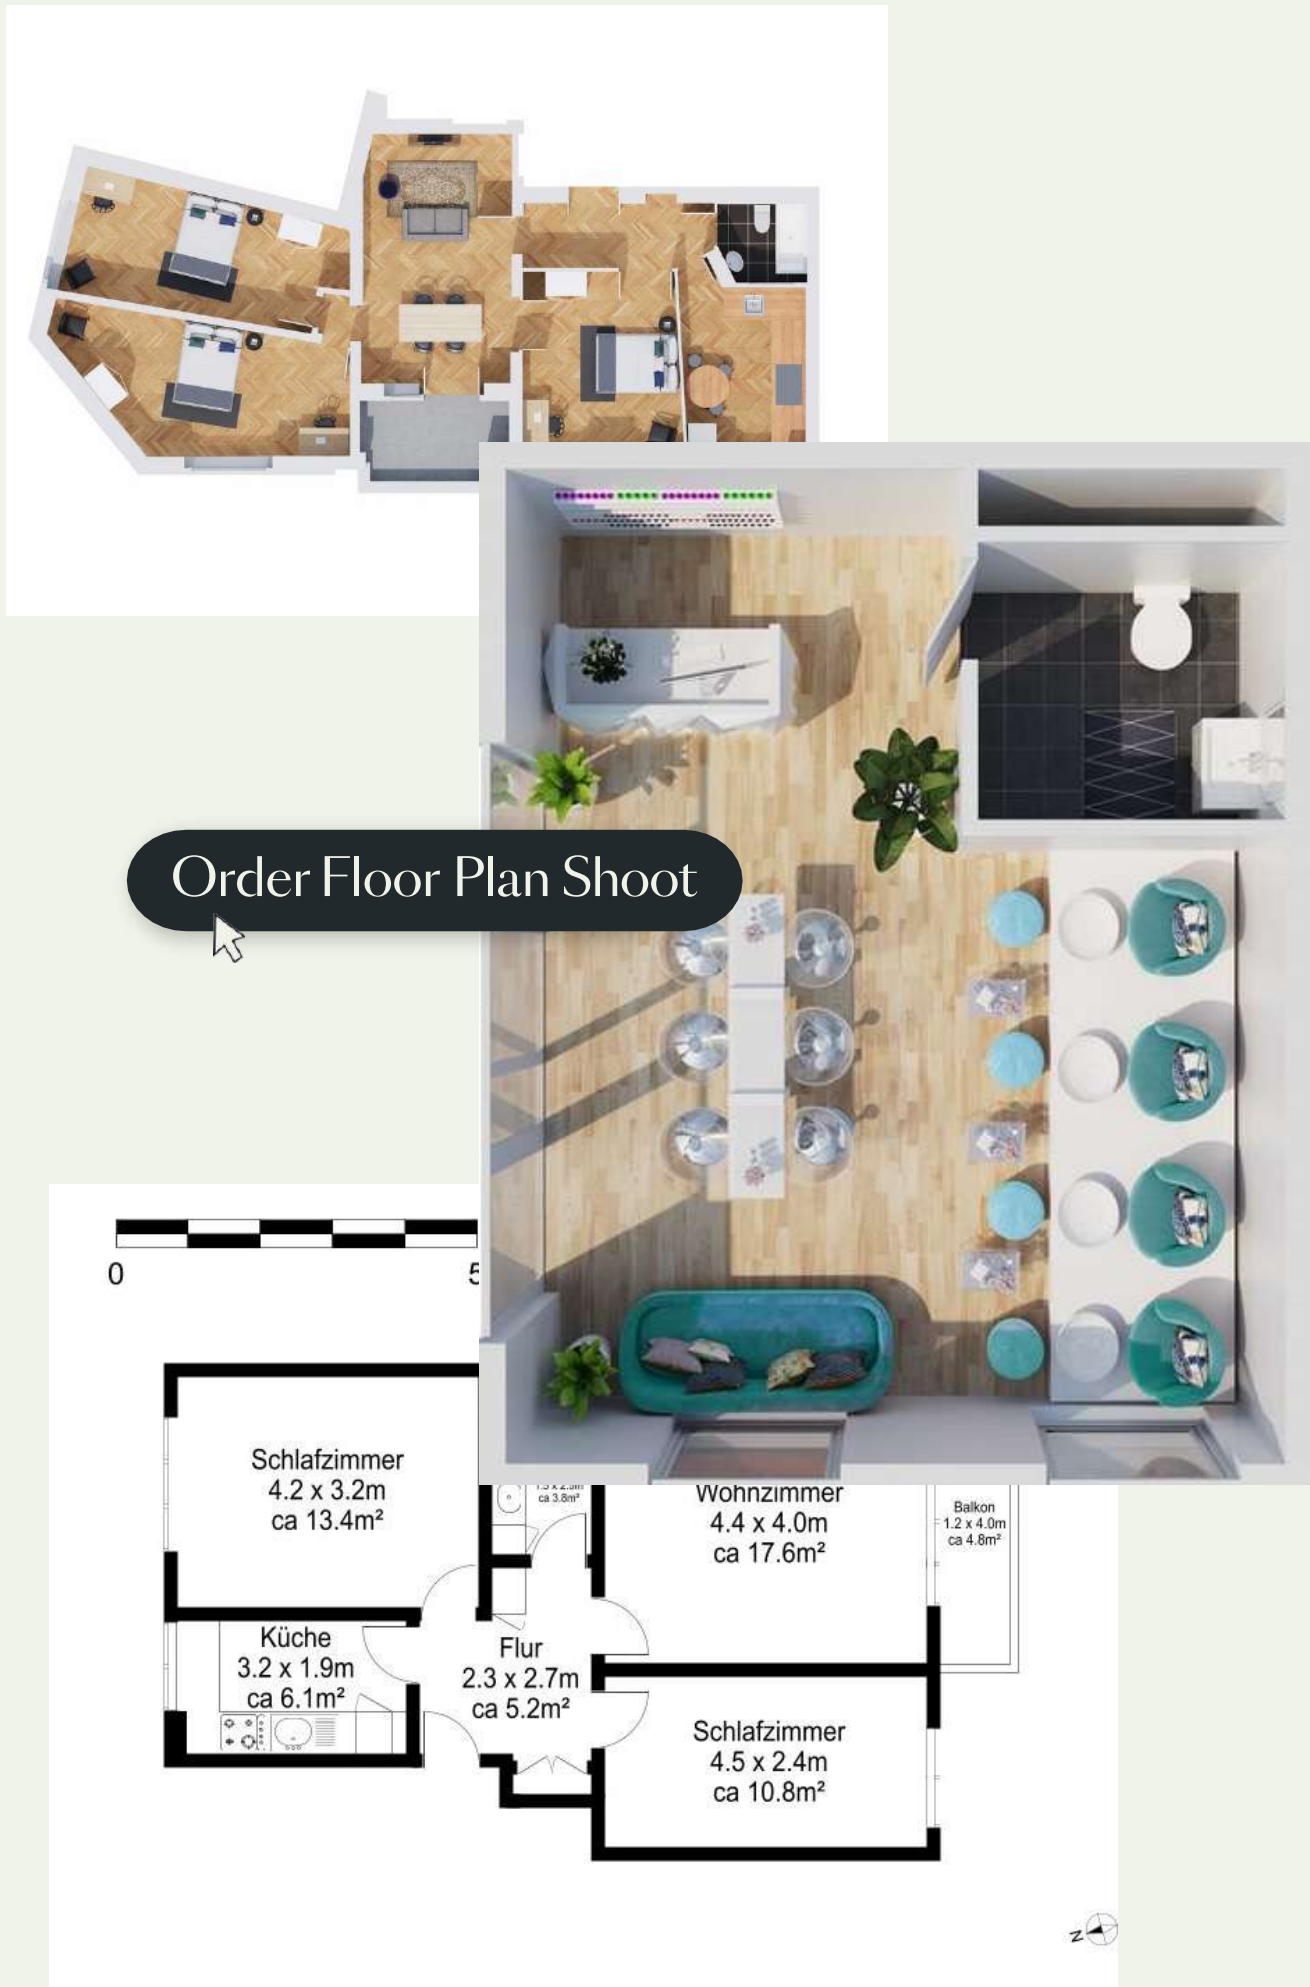 Order Floor Plan Shoot
0
5
Schlafzimmer
4.2 x 3.2m
ca 13.4m²
ca 3.8m²
Wohnzimmer
4.4 x 4.0m
ca 17.6m²
Balkon
1.2 x 4.0m
ca 4.8m²
Küche
3.2 x 1.9m
ca 6.1m²
Flur
2.3 x 2.7m
ca 5.2m²
Schlafzimmer
4.5 x 2.4m
ca 10.8m²
N